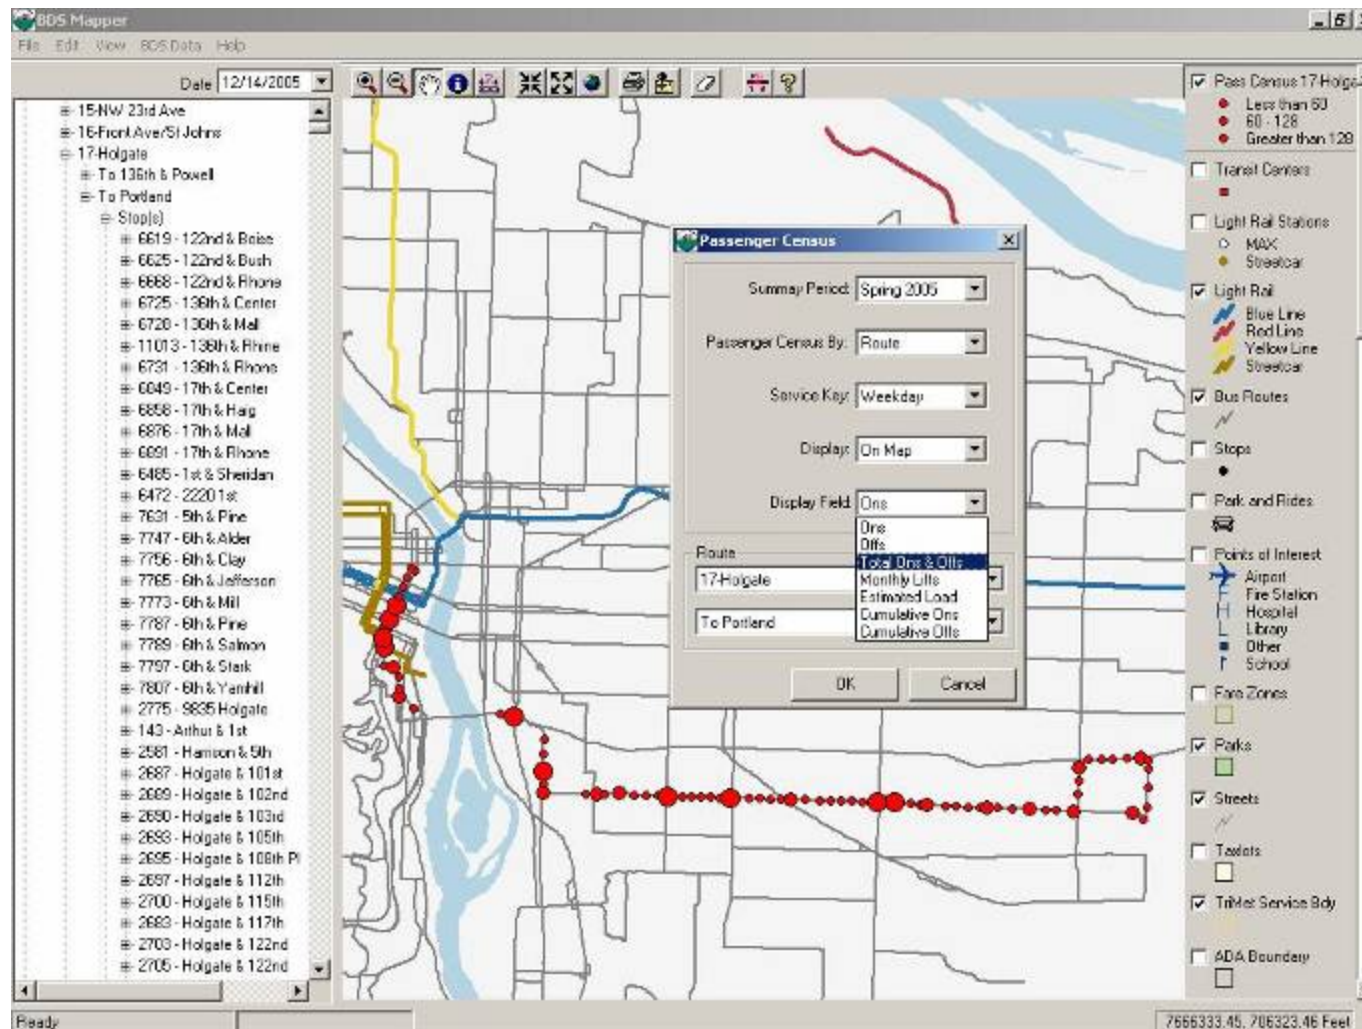 BDS Mapper
File Edit View BDS Data Help
Date 12/14/2005
15-NW 23rd Ave
16-Front Ave/St Johns
17-Holgate
To 136th & Powell
To Portland
Stop(s)
6619 - 122nd & Boise
6625 - 122nd & Bush
6668 - 122nd & Rhone
6725 - 136th & Center
6728 - 136th & Mall
11013 - 136th & Rhine
6731 - 136th & Rhone
6849 - 17th & Center
6858 - 17th & Haig
6876 - 17th & Mall
6891 - 17th & Rhone
6485 - 1st & Sheridan
6472 - 2220 1st
7631 - 5th & Pine
7747 - 6th & Alder
7756 - 6th & Clay
7765 - 6th & Jefferson
7773 - 6th & Mill
7787 - 6th & Pine
7789 - 6th & Salmon
7797 - 6th & Stark
7807 - 6th & Yamhill
2775 - 9835 Holgate
143 - Arthur & 1st
2581 - Harrison & 5th
2687 - Holgate & 101st
2689 - Holgate & 102nd
2690 - Holgate & 103rd
2693 - Holgate & 105th
2695 - Holgate & 108th Pl
2697 - Holgate & 112th
2700 - Holgate & 115th
2683 - Holgate & 117th
2703 - Holgate & 122nd
2705 - Holgate & 122nd
Passenger Census
Summay Period: Spring 2005
Passenger Census By: Route
Service Key: Weekday
Display: On Map
Display Field: Ons
Ons
Offs
Total Ons & Offs
Monthly Lifts
Estimated Load
Cumulative Ons
Cumulative Offs
Route
17-Holgate
To Portland
OK Cancel
Pass Census 17-Holga
Less than 60
60 - 128
Greater than 128
Transit Centers
Light Rail Stations
MAX
Streetcar
Light Rail
Blue Line
Red Line
Yellow Line
Streetcar
Bus Routes
Stops
Park and Rides
Points of Interest
Airport
Fire Station
Hospital
Library
Other
School
Fare Zones
Parks
Streets
Taxlots
TriMet Service Bdy
ADA Boundary
Ready
7666333.45, 706323.46 Feet